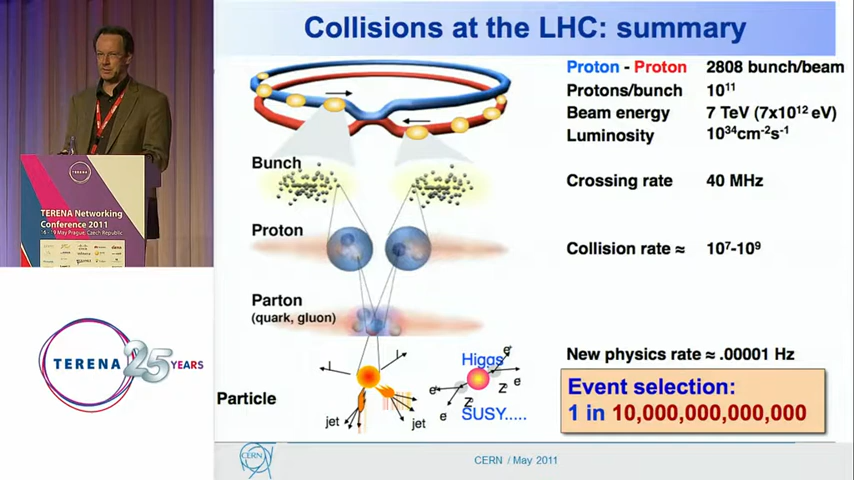 Collisions at the LHC: summary
Proton - Proton 2808 bunch/beam
Protons/bunch 10¹¹
Beam energy 7 TeV (7x10¹² eV)
Luminosity 10³⁴cm⁻²s⁻¹
Bunch
Crossing rate 40 MHz
Proton
Collision rate ≈ 10⁷-10⁹
Parton
(quark, gluon)
New physics rate ≈ .00001 Hz
Event selection:
1 in 10,000,000,000,000
Particle
l
l
jet
jet
Higgs
e⁺
e⁻
e⁺
e⁻
Z
Z
SUSY.....
CERN
CERN / May 2011
TERENA
TERENA Networking
Conference 2011
16 - 19 May Prague, Czech Republic
TERENA 25 YEARS